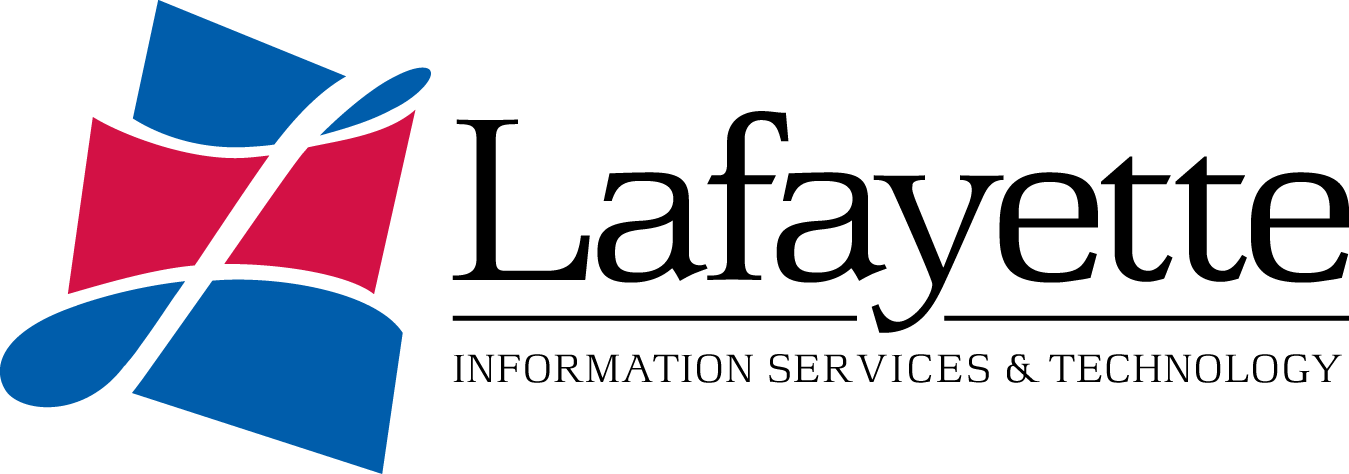 Lafayette
INFORMATION SERVICES & TECHNOLOGY